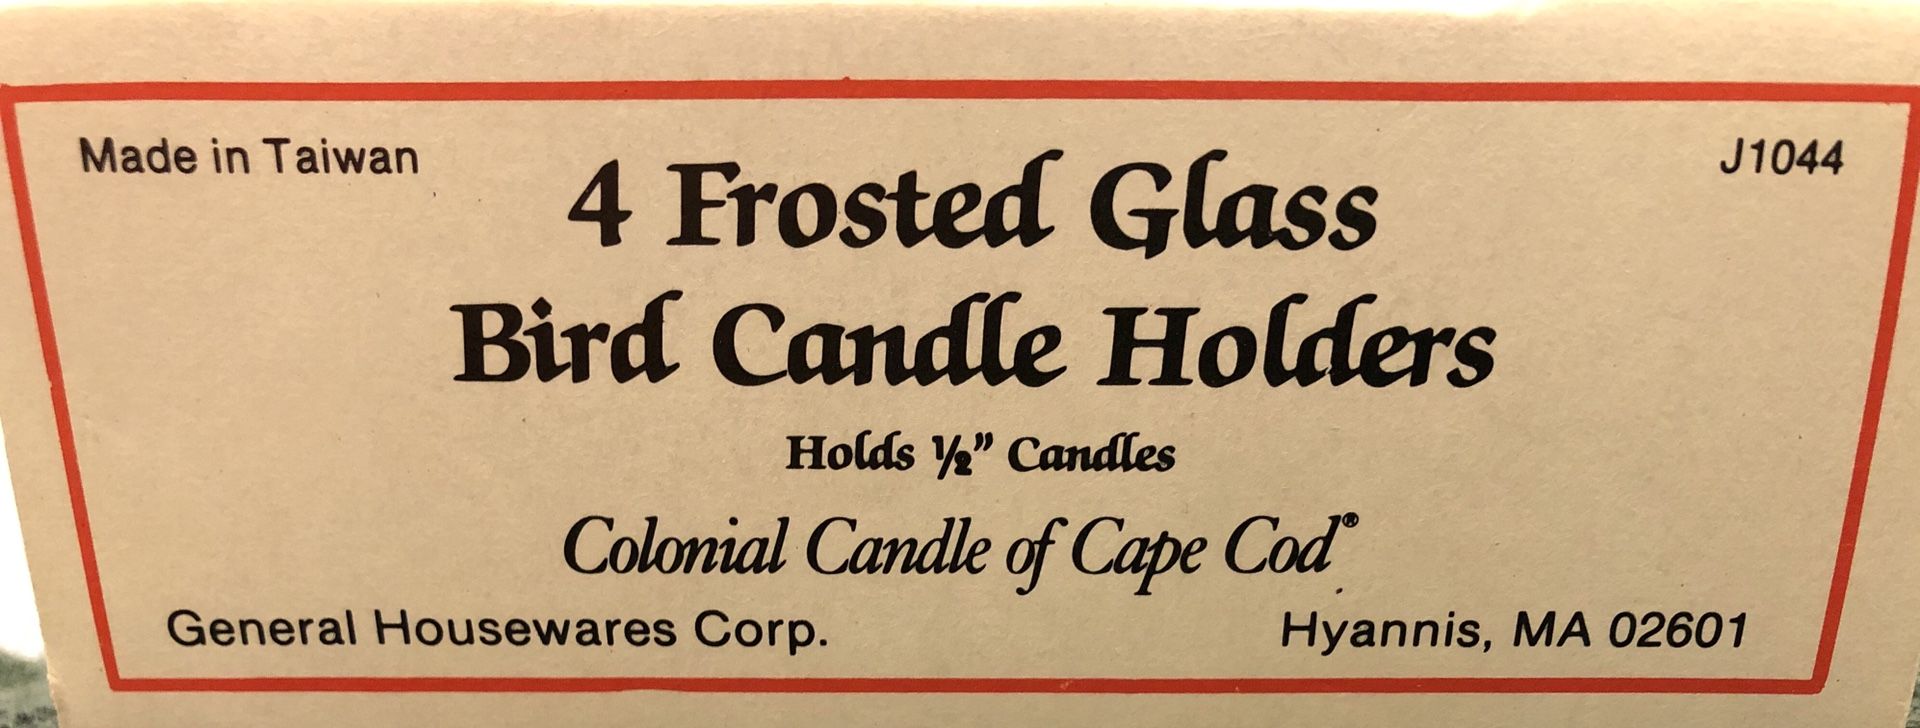 Made in Taiwan
J1044
4 Frosted Glass
Bird Candle Holders
Holds ½” Candles
Colonial Candle of Cape Cod®
General Housewares Corp.
Hyannis, MA 02601